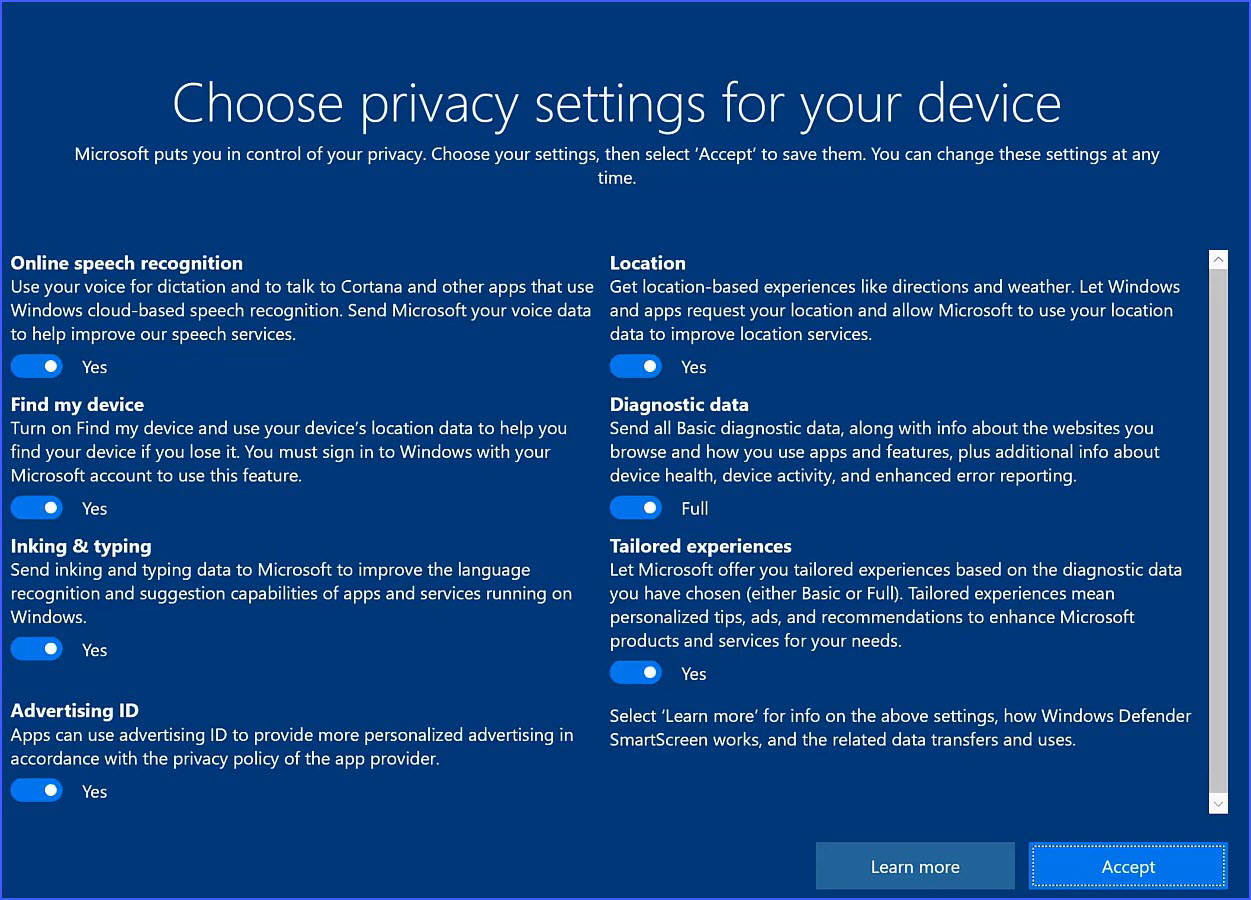 Choose privacy settings for your device
Microsoft puts you in control of your privacy. Choose your settings, then select ‘Accept’ to save them. You can change these settings at any
time.
Online speech recognition
Use your voice for dictation and to talk to Cortana and other apps that use
Windows cloud-based speech recognition. Send Microsoft your voice data
to help improve our speech services.
Yes
Find my device
Turn on Find my device and use your device’s location data to help you
find your device if you lose it. You must sign in to Windows with your
Microsoft account to use this feature.
Yes
Inking & typing
Send inking and typing data to Microsoft to improve the language
recognition and suggestion capabilities of apps and services running on
Windows.
Yes
Advertising ID
Apps can use advertising ID to provide more personalized advertising in
accordance with the privacy policy of the app provider.
Yes
Location
Get location-based experiences like directions and weather. Let Windows
and apps request your location and allow Microsoft to use your location
data to improve location services.
Yes
Diagnostic data
Send all Basic diagnostic data, along with info about the websites you
browse and how you use apps and features, plus additional info about
device health, device activity, and enhanced error reporting.
Full
Tailored experiences
Let Microsoft offer you tailored experiences based on the diagnostic data
you have chosen (either Basic or Full). Tailored experiences mean
personalized tips, ads, and recommendations to enhance Microsoft
products and services for your needs.
Yes
Select ‘Learn more’ for info on the above settings, how Windows Defender
SmartScreen works, and the related data transfers and uses.
Learn more
Accept